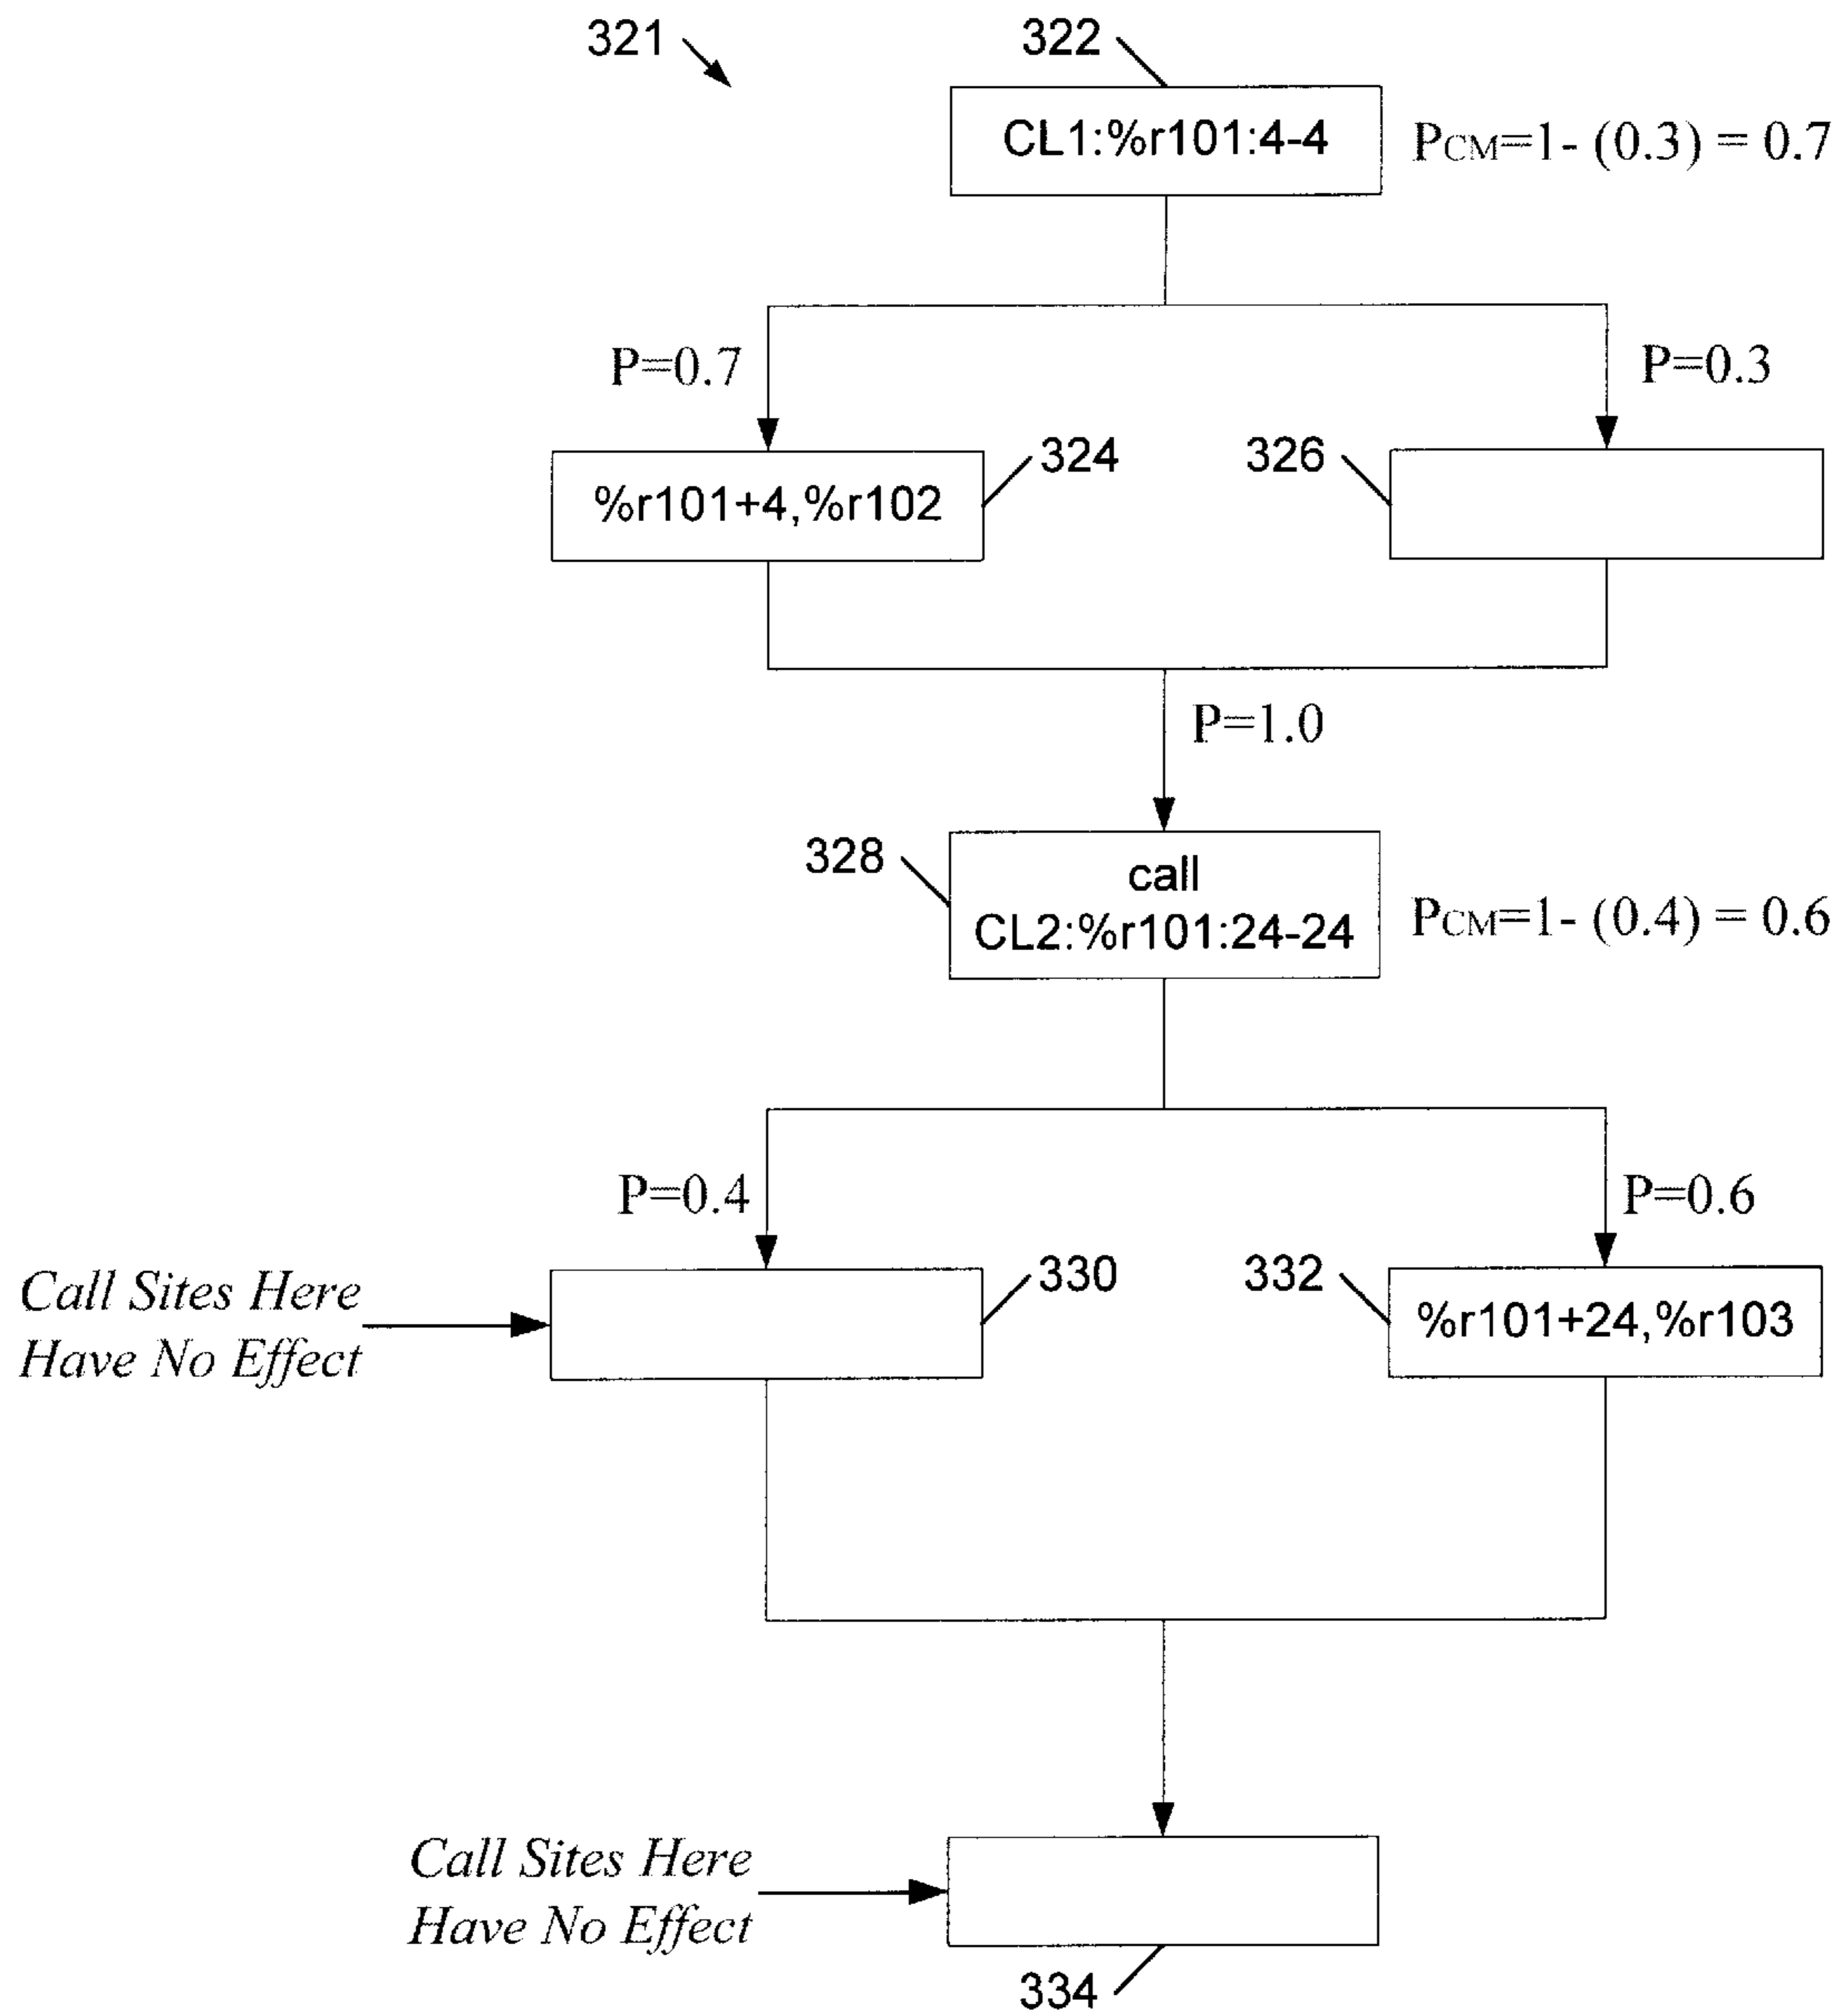 321
322
CL1:%r101:4-4
PCM=1- (0.3) = 0.7
P=0.7
P=0.3
324
326
%r101+4,%r102
P=1.0
328
call
CL2:%r101:24-24
PCM=1- (0.4) = 0.6
P=0.4
P=0.6
330
332
Call Sites Here
Have No Effect
%r101+24,%r103
Call Sites Here
Have No Effect
334